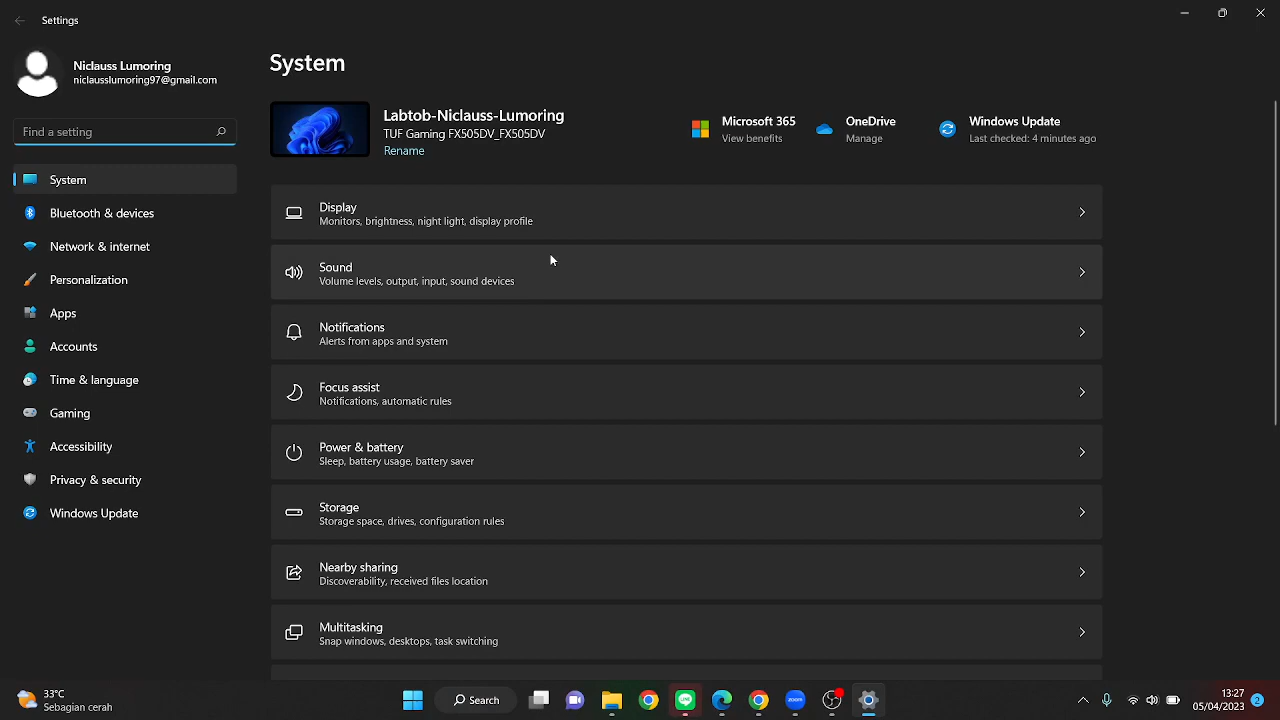 Settings
Niclauss Lumoring
niclausslumoring97@gmail.com
Find a setting
System
Bluetooth & devices
Network & internet
Personalization
Apps
Accounts
Time & language
Gaming
Accessibility
Privacy & security
Windows Update
System
Labtob-Niclauss-Lumoring
TUF Gaming FX505DV_FX505DV
Rename
Microsoft 365
View benefits
OneDrive
Manage
Windows Update
Last checked: 4 minutes ago
Display
Monitors, brightness, night light, display profile
Sound
Volume levels, output, input, sound devices
Notifications
Alerts from apps and system
Focus assist
Notifications, automatic rules
Power & battery
Sleep, battery usage, battery saver
Storage
Storage space, drives, configuration rules
Nearby sharing
Discoverability, received files location
Multitasking
Snap windows, desktops, task switching
33°C
Sebagian cerah
Search
zoom
13:27
05/04/2023
2